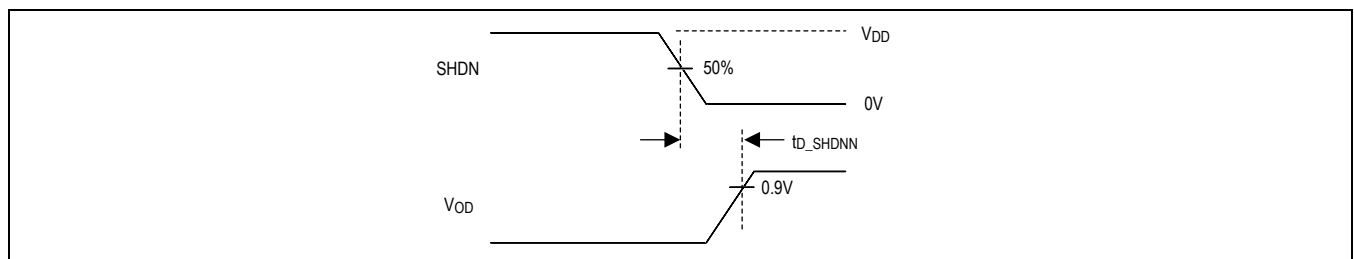 VDD
SHDN
50%
0V
tD_SHDNN
0.9V
VOD